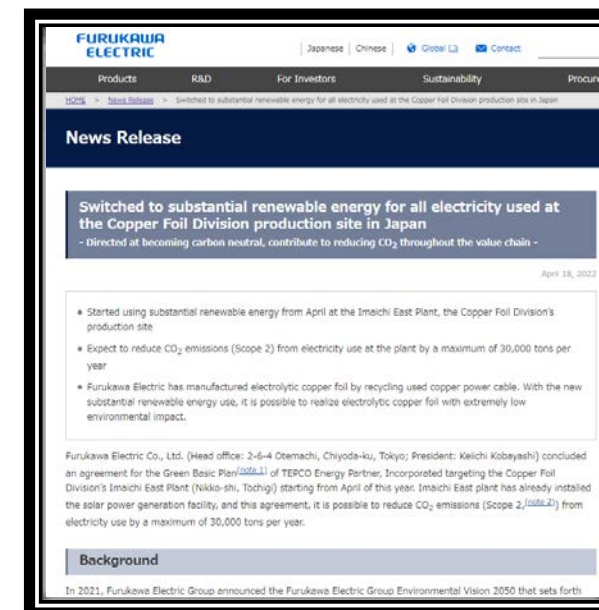 FURUKAWA
ELECTRIC
Japanese | Chinese | Global Contact
Products R&D For Investors Sustainability Procure
HOME > News Release > Switched to substantial renewable energy for all electricity used at the Copper Foil Division production site in Japan
News Release
Switched to substantial renewable energy for all electricity used at
the Copper Foil Division production site in Japan
- Directed at becoming carbon neutral, contribute to reducing CO2 throughout the value chain -
April 18, 2022
Started using substantial renewable energy from April at the Imaichi East Plant, the Copper Foil Division's
production site
Expect to reduce CO2 emissions (Scope 2) from electricity use at the plant by a maximum of 30,000 tons per
year
Furukawa Electric has manufactured electrolytic copper foil by recycling used copper power cable. With the new
substantial renewable energy use, it is possible to realize electrolytic copper foil with extremely low
environmental impact.
Furukawa Electric Co., Ltd. (Head office: 2-6-4 Otemachi, Chiyoda-ku, Tokyo; President: Keiichi Kobayashi) concluded
an agreement for the Green Basic Plan(note 1) of TEPCO Energy Partner, Incorporated targeting the Copper Foil
Division's Imaichi East Plant (Nikko-shi, Tochigi) starting from April of this year. Imaichi East plant has already installed
the solar power generation facility, and this agreement, it is possible to reduce CO2 emissions (Scope 2,(note 2)) from
electricity use by a maximum of 30,000 tons per year.
Background
In 2021, Furukawa Electric Group announced the Furukawa Electric Group Environmental Vision 2050 that sets forth